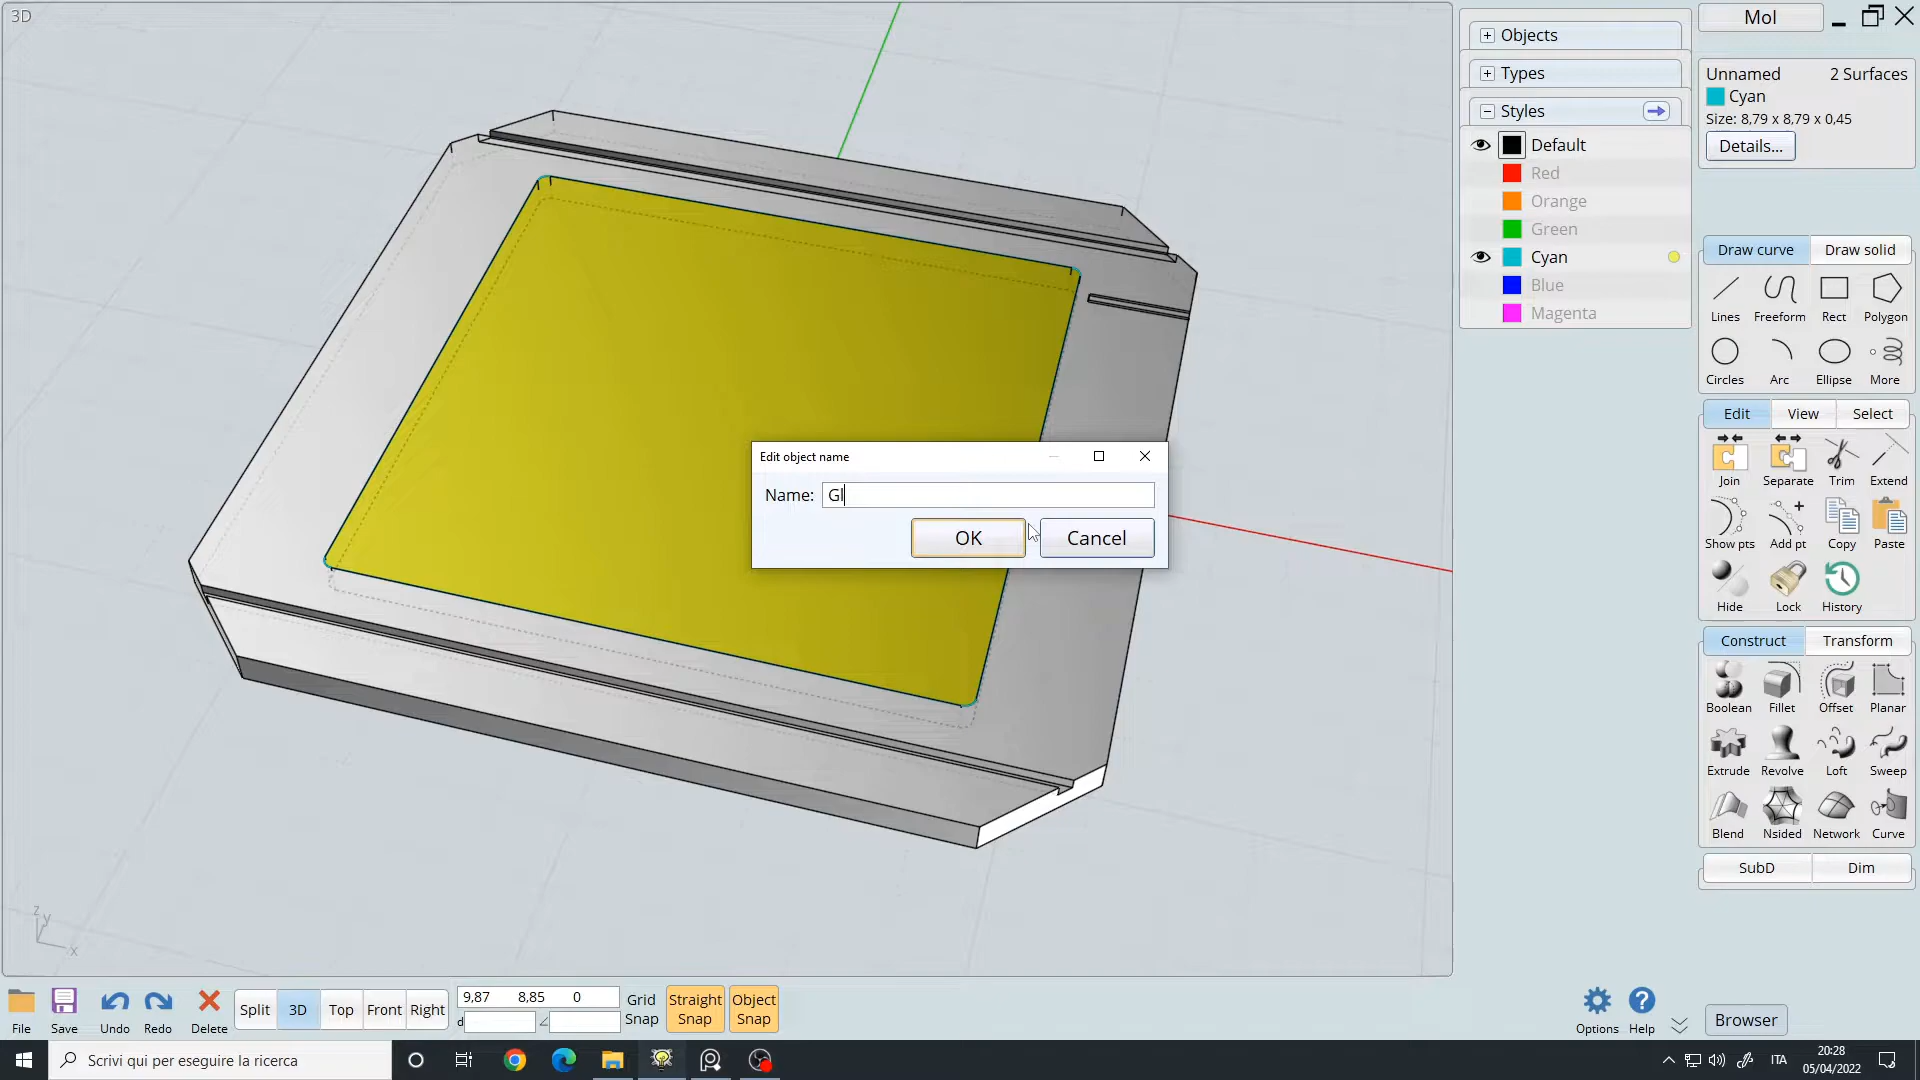 3D
Objects
Types
Styles
Default
Red
Orange
Green
Cyan
Blue
Magenta
MoI
Unnamed 2 Surfaces
Cyan
Size: 8,79 x 8,79 x 0,45
Details...
Draw curve Draw solid
Lines Freeform Rect Polygon
Circles Arc Ellipse More
Edit View Select
Join Separate Trim Extend
Show pts Add pt Copy Paste
Hide Lock History
Construct Transform
Boolean Fillet Offset Planar
Extrude Revolve Loft Sweep
Blend Nsided Network Curve
SubD Dim
Edit object name
Name: Gl
OK Cancel
z
y
x
File Save Undo Redo Delete
Split 3D Top Front Right
9,87 8,85 0
d
Grid
Snap
Straight
Snap
Object
Snap
Options Help
Browser
Scrivi qui per eseguire la ricerca
ITA
20:28
05/04/2022